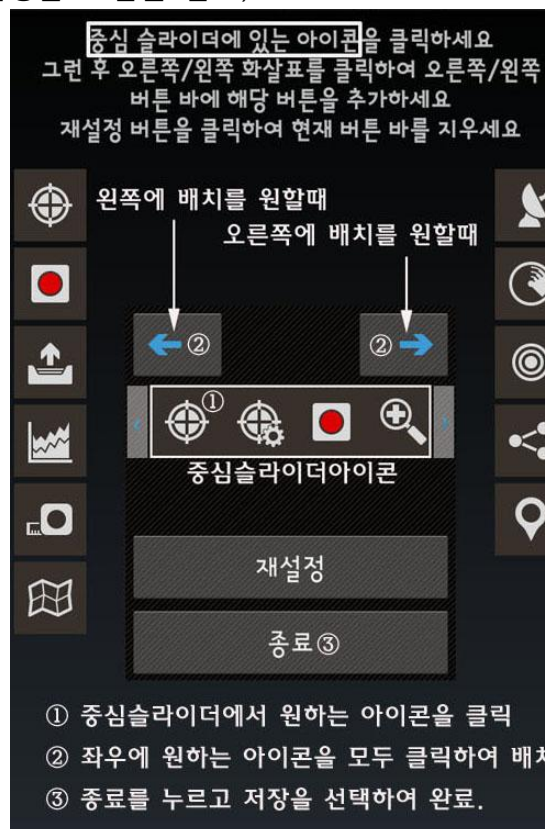 중심 슬라이더에 있는 아이콘을 클릭하세요
그런 후 오른쪽/왼쪽 화살표를 클릭하여 오른쪽/왼쪽
버튼 바에 해당 버튼을 추가하세요
재설정 버튼을 클릭하여 현재 버튼 바를 지우세요
왼쪽에 배치를 원할때
오른쪽에 배치를 원할때
② ②
①
중심슬라이더아이콘
재설정
종료③
① 중심슬라이더에서 원하는 아이콘을 클릭
② 좌우에 원하는 아이콘을 모두 클릭하여 배치
③ 종료를 누르고 저장을 선택하여 완료.